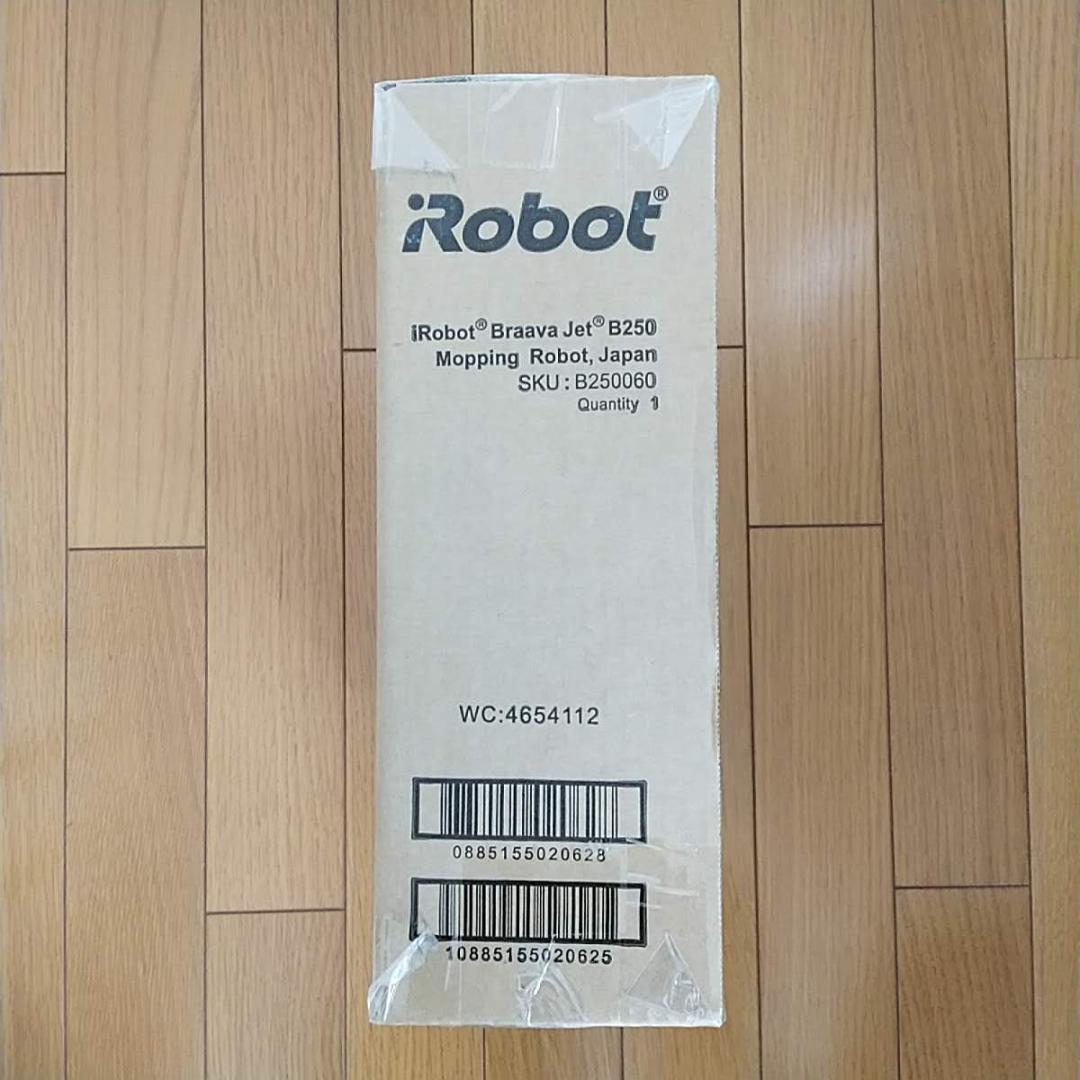 iRobot®
iRobot® Braava Jet® B250
Mopping Robot, Japan
SKU : B250060
Quantity 1
WC:4654112
0885155020628
10885155020625